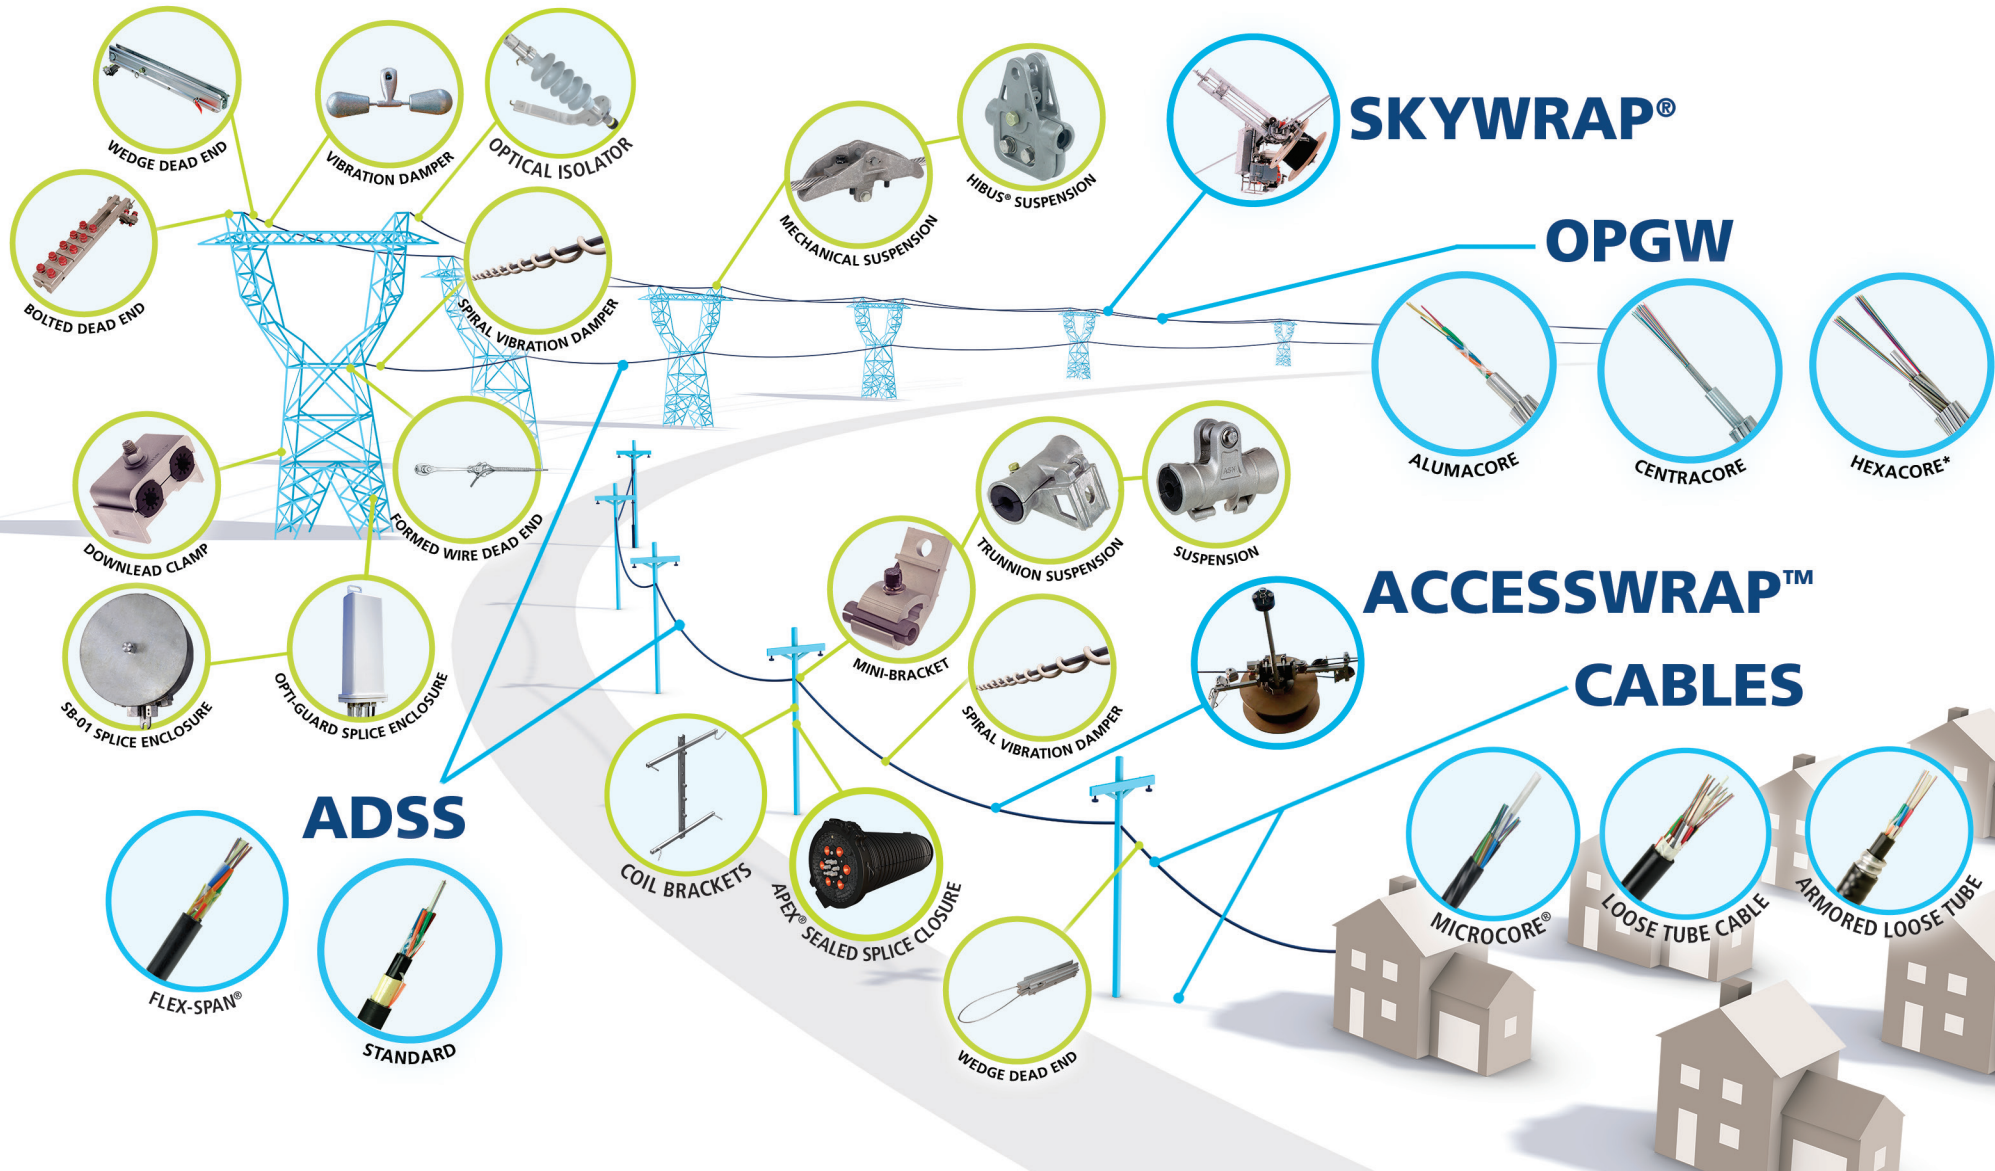 WEDGE DEAD END
VIBRATION DAMPER
OPTICAL ISOLATOR
MECHANICAL SUSPENSION
HIBUS® SUSPENSION
SKYWRAP®
BOLTED DEAD END
SPIRAL VIBRATION DAMPER
OPGW
ALUMACORE
CENTRACORE
HEXACORE*
DOWNLEAD CLAMP
FORMED WIRE DEAD END
TRUNNION SUSPENSION
SUSPENSION
SB-01 SPLICE ENCLOSURE
OPTI-GUARD SPLICE ENCLOSURE
MINI-BRACKET
SPIRAL VIBRATION DAMPER
ACCESSWRAP™
CABLES
ADSS
FLEX-SPAN®
STANDARD
COIL BRACKETS
APEX® SEALED SPLICE CLOSURE
WEDGE DEAD END
MICROCORE®
LOOSE TUBE CABLE
ARMORED LOOSE TUBE